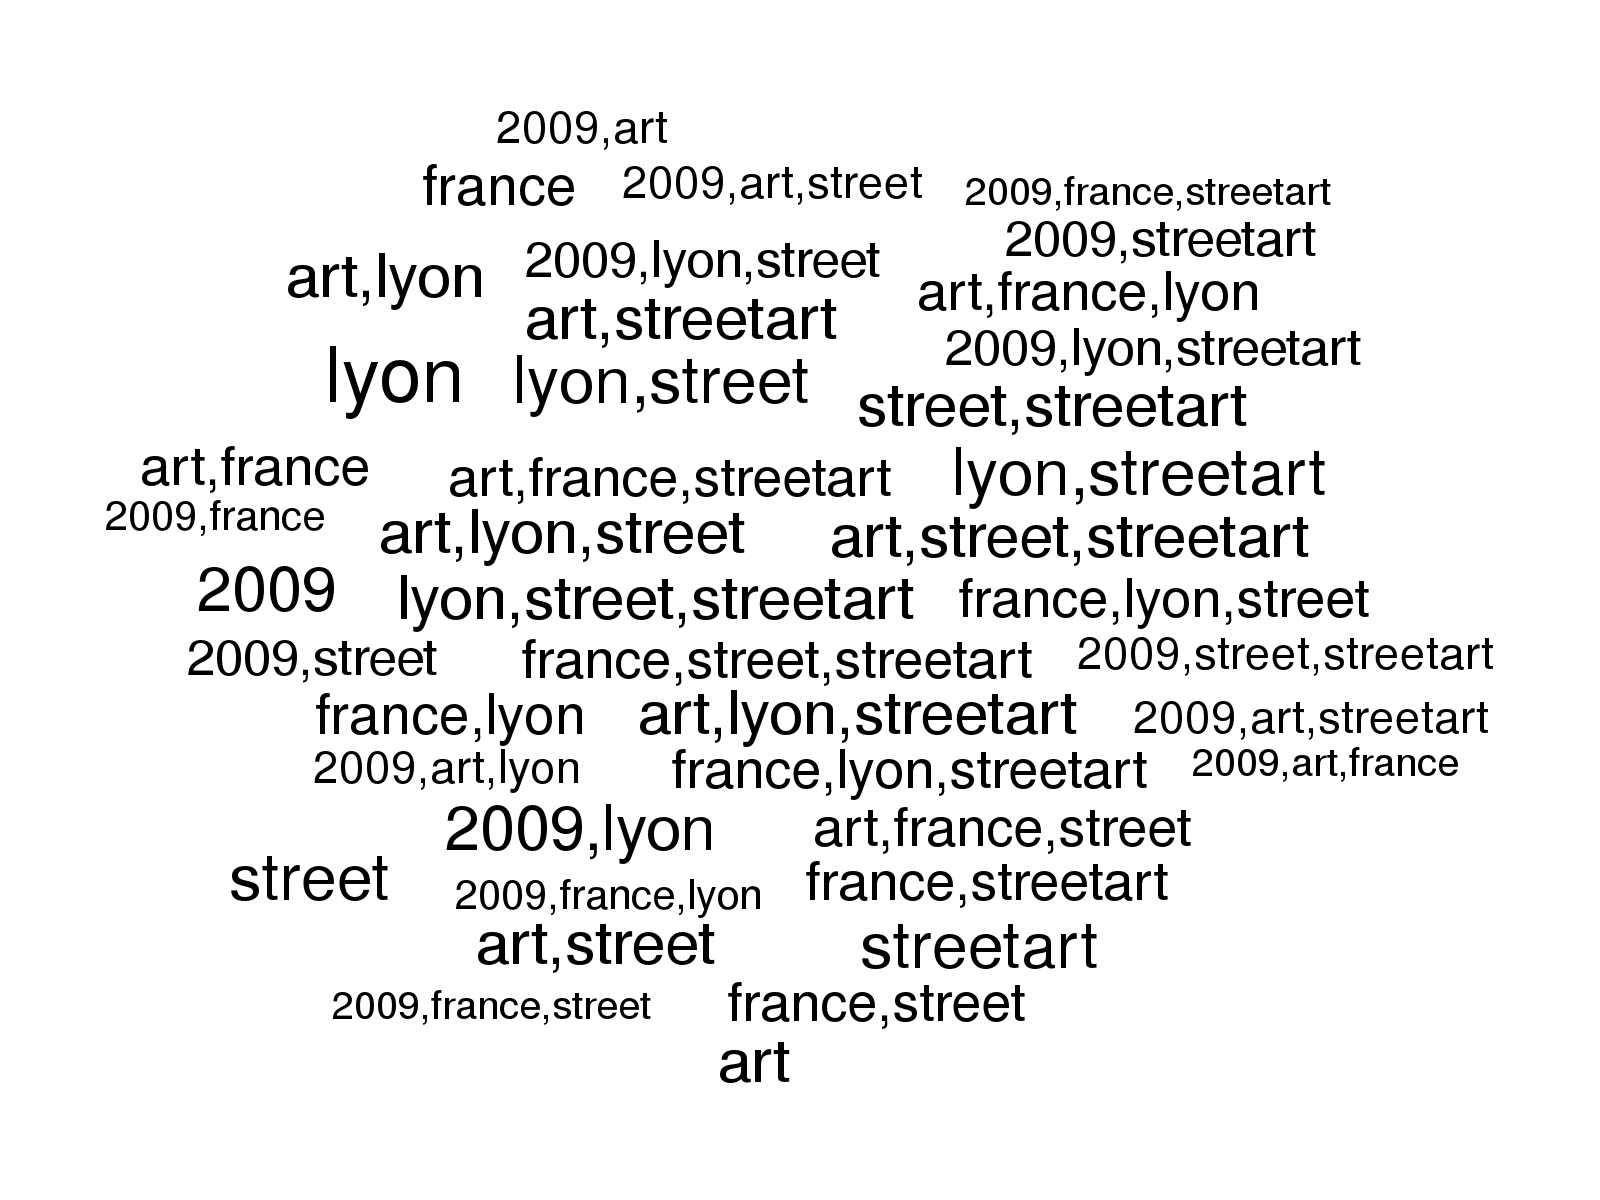 2009,art
france 2009,art,street 2009,france,streetart
2009,streetart
art,lyon 2009,lyon,street art,france,lyon
art,streetart 2009,lyon,streetart
lyon lyon,street street,streetart
art,france art,france,streetart lyon,streetart
2009,france art,lyon,street art,street,streetart
2009 lyon,street,streetart france,lyon,street
2009,street france,street,streetart 2009,street,streetart
france,lyon art,lyon,streetart 2009,art,streetart
2009,art,lyon france,lyon,streetart 2009,art,france
2009,lyon art,france,street
street 2009,france,lyon france,streetart
art,street streetart
2009,france,street france,street
art